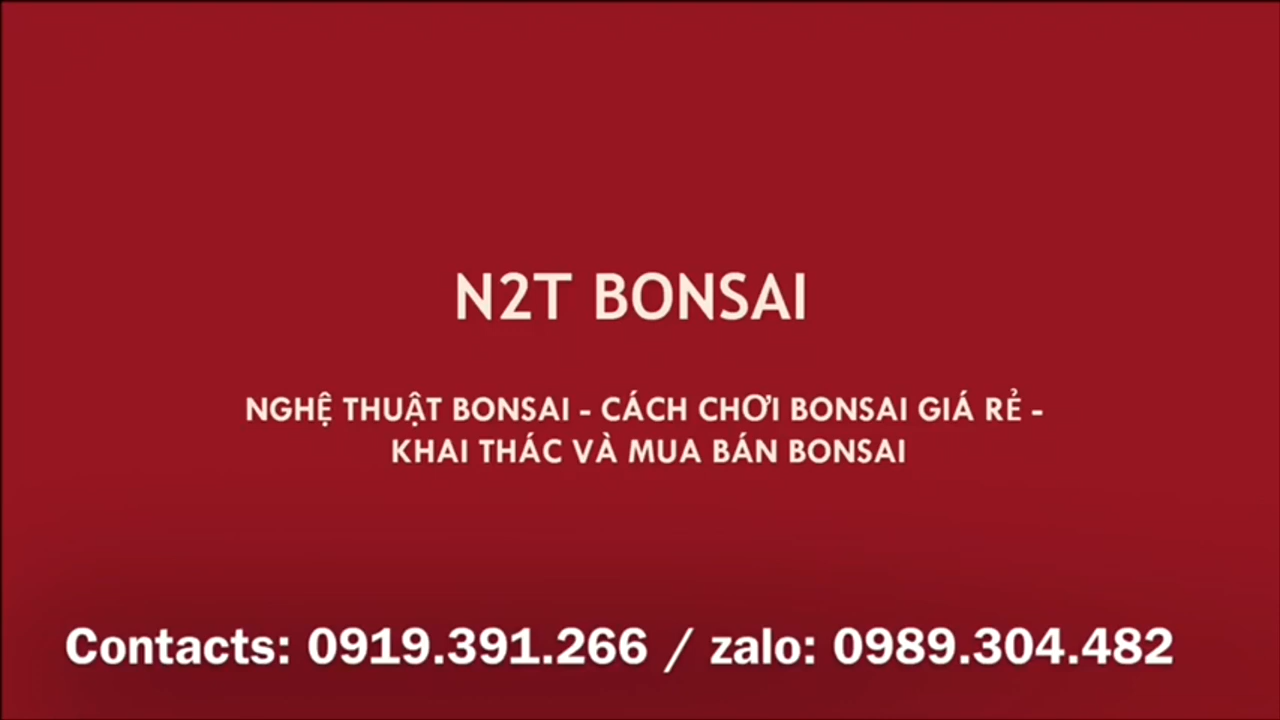 N2T BONSAI
NGHỆ THUẬT BONSAI - CÁCH CHƠI BONSAI GIÁ RẺ -
KHAI THÁC VÀ MUA BÁN BONSAI
Contacts: 0919.391.266 / zalo: 0989.304.482